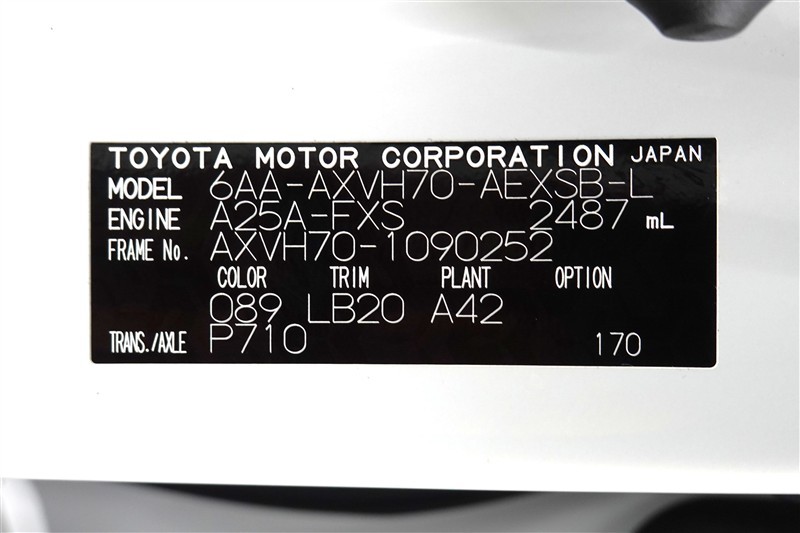 TOYOTA MOTOR CORPORATION JAPAN
MODEL 6AA-AXVH70-AEXSB-L
ENGINE A25A-FXS 2487 mL
FRAME No. AXVH70-1090252
COLOR TRIM PLANT OPTION
089 LB20 A42
TRANS./AXLE P710 170